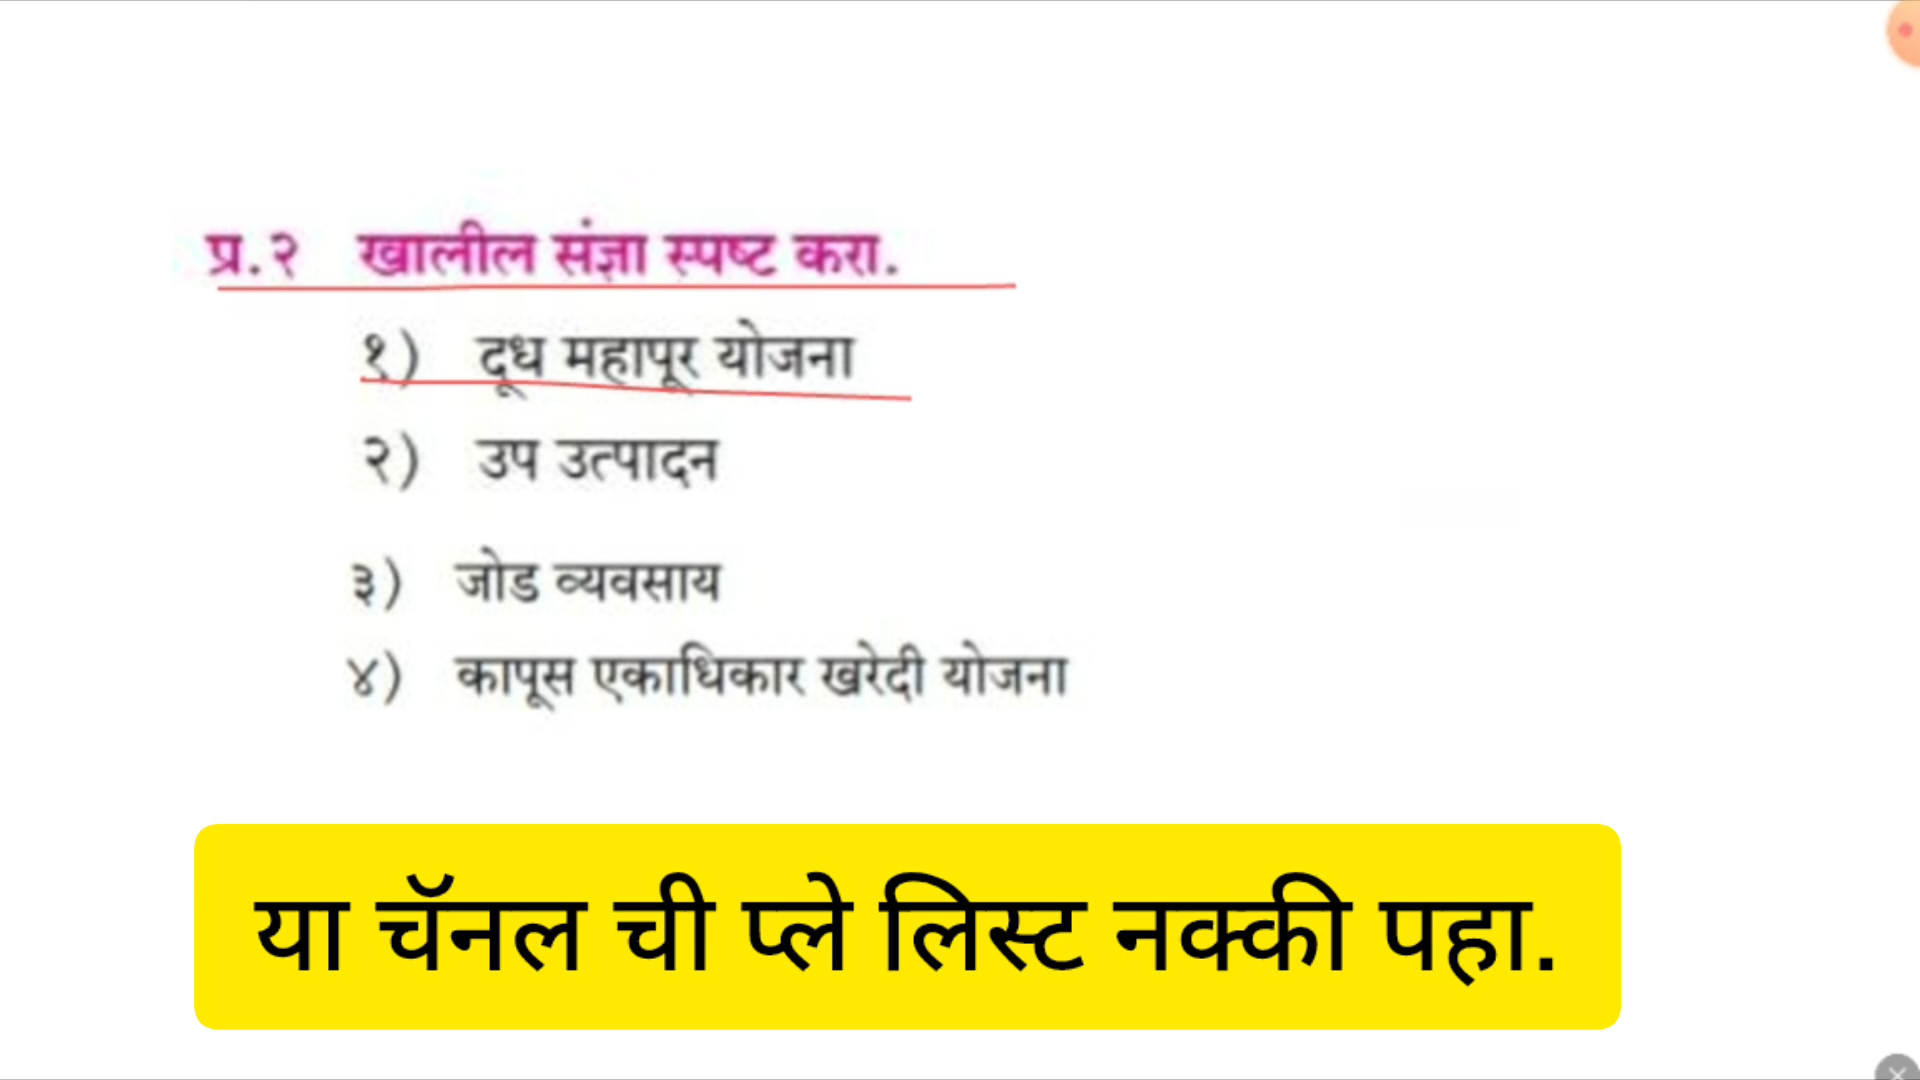 प्र.२ खालील संज्ञा स्पष्ट करा.
१) दूध महापूर योजना
२) उप उत्पादन
३) जोड व्यवसाय
४) कापूस एकाधिकार खरेदी योजना
या चॅनल ची प्ले लिस्ट नक्की पहा.